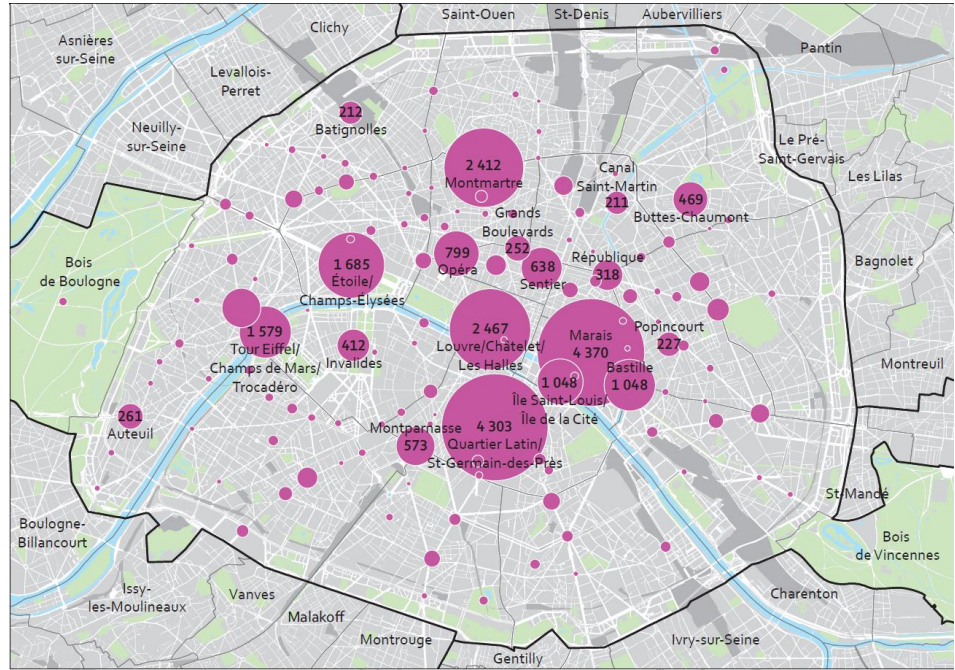 Saint-Ouen
St-Denis
Aubervilliers
Clichy
Asnières
sur-Seine
Pantin
Levallois-
Perret
212
Batignolles
Neuilly-
sur-Seine
Le Pré-
Saint-Gervais
2 412
Montmartre
Canal
Saint-Martin
211
Les Lilas
469
Buttes-Chaumont
Grands
Boulevards
252
799
Opéra
638
Sentier
République
318
Bois
de Boulogne
1 685
Étoile/
Champs-Élysées
Bagnolet
1 579
Tour Eiffel/
Champs de Mars/
Trocadéro
412
Invalides
2 467
Louvre/Châtelet/
Les Halles
Marais
4 370
Popincourt
227
Bastille
1 048
1 048
Île Saint-Louis/
Île de la Cité
Montreuil
261
Auteuil
Montparnasse
573
4 303
Quartier Latin/
St-Germain-des-Près
St-Mandé
Boulogne-
Billancourt
Bois
de Vincennes
Issy-
les-Moulineaux
Vanves
Malakoff
Montrouge
Gentilly
Ivry-sur-Seine
Charenton